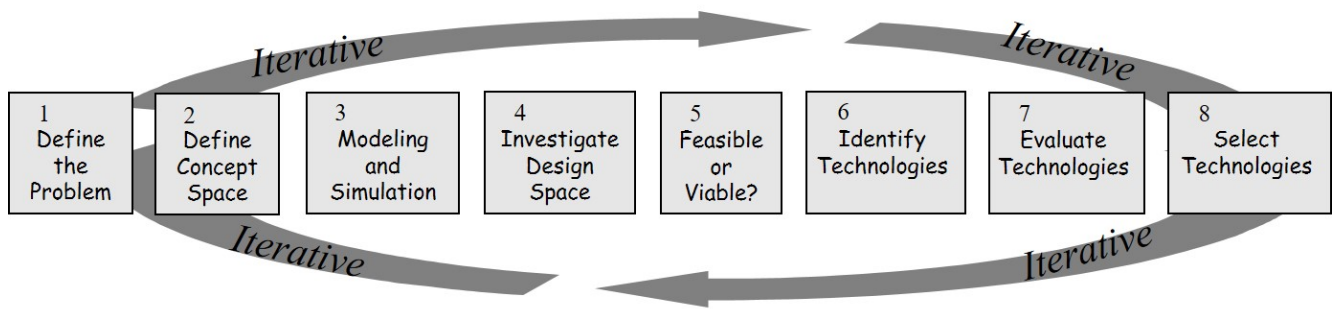 Iterative
Iterative
1
Define
the
Problem
2
Define
Concept
Space
3
Modeling
and
Simulation
4
Investigate
Design
Space
5
Feasible
or
Viable?
6
Identify
Technologies
7
Evaluate
Technologies
8
Select
Technologies
Iterative
Iterative